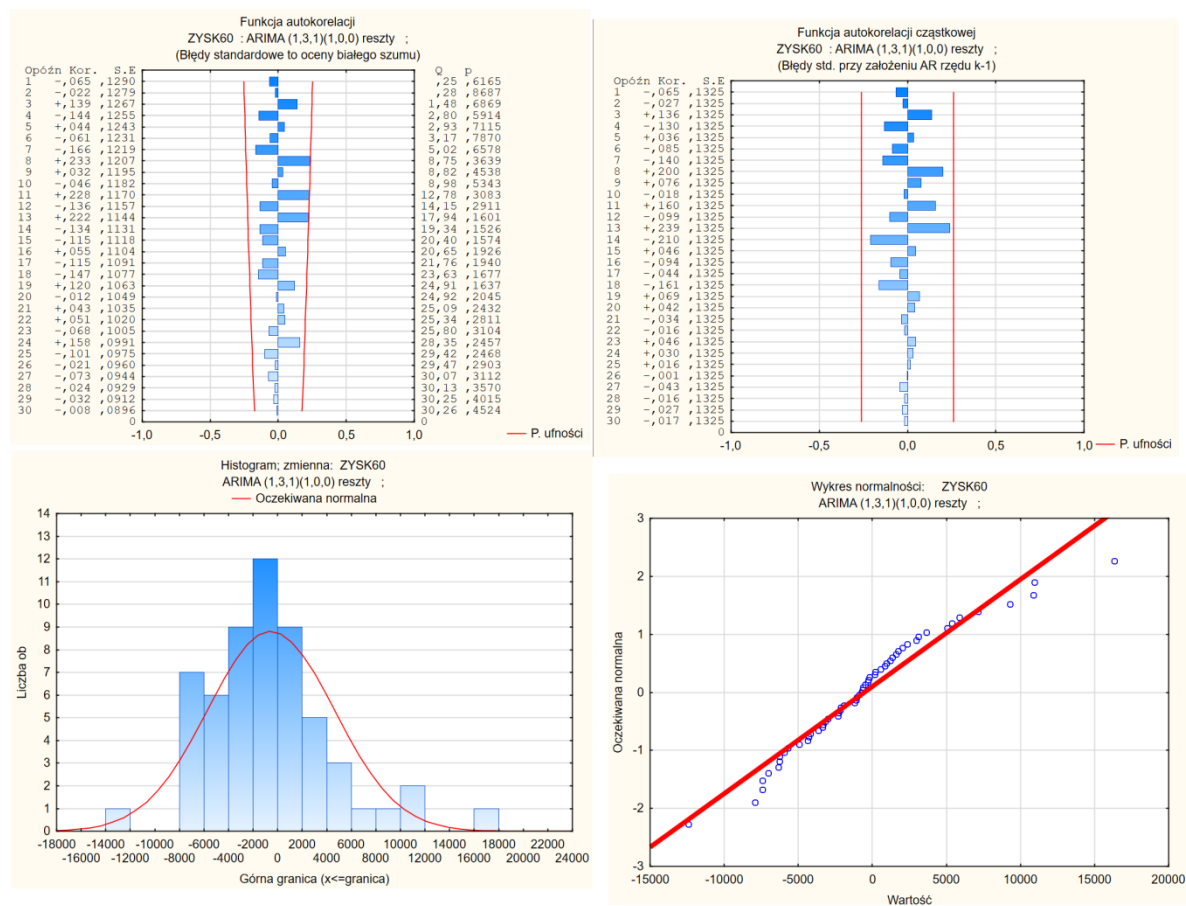 Funkcja autokorelacji
ZYSK60 : ARIMA (1,3,1)(1,0,0) reszty ;
(Błędy standardowe to oceny białego szumu)
Opóźn Kor. S.E Q p
1 -,065 ,1290 ,25 ,6165
2 -,022 ,1279 ,28 ,8687
3 +,139 ,1267 1,48 ,6869
4 -,144 ,1255 2,80 ,5914
5 +,044 ,1243 2,93 ,7115
6 -,061 ,1231 3,17 ,7870
7 -,166 ,1219 5,02 ,6578
8 +,233 ,1207 8,75 ,3639
9 +,032 ,1195 8,82 ,4538
10 -,046 ,1182 8,98 ,5343
11 +,228 ,1170 12,78 ,3083
12 -,136 ,1157 14,15 ,2911
13 +,222 ,1144 17,94 ,1601
14 -,134 ,1131 19,34 ,1526
15 -,115 ,1118 20,40 ,1574
16 +,055 ,1104 20,65 ,1926
17 -,115 ,1091 21,76 ,1940
18 -,147 ,1077 23,63 ,1677
19 +,120 ,1063 24,91 ,1637
20 -,012 ,1049 24,92 ,2045
21 +,043 ,1035 25,09 ,2432
22 +,051 ,1020 25,34 ,2811
23 -,068 ,1005 25,80 ,3104
24 +,158 ,0991 28,35 ,2457
25 -,101 ,0975 29,42 ,2468
26 -,021 ,0960 29,47 ,2903
27 -,073 ,0944 30,07 ,3112
28 -,024 ,0929 30,13 ,3570
29 -,032 ,0912 30,25 ,4015
30 -,008 ,0896 30,26 ,4524
0 0
-1,0 -0,5 0,0 0,5 1,0
P. ufności
Funkcja autokorelacji cząstkowej
ZYSK60 : ARIMA (1,3,1)(1,0,0) reszty ;
(Błędy std. przy założeniu AR rzędu k-1)
Opóźn Kor. S.E
1 -,065 ,1325
2 -,027 ,1325
3 +,136 ,1325
4 -,130 ,1325
5 +,036 ,1325
6 -,085 ,1325
7 -,140 ,1325
8 +,200 ,1325
9 +,076 ,1325
10 -,018 ,1325
11 +,160 ,1325
12 -,099 ,1325
13 +,239 ,1325
14 -,210 ,1325
15 +,046 ,1325
16 -,094 ,1325
17 -,044 ,1325
18 -,161 ,1325
19 +,069 ,1325
20 +,042 ,1325
21 -,034 ,1325
22 -,016 ,1325
23 +,046 ,1325
24 +,030 ,1325
25 +,016 ,1325
26 -,001 ,1325
27 -,043 ,1325
28 -,016 ,1325
29 -,027 ,1325
30 -,017 ,1325
0
-1,0 -0,5 0,0 0,5 1,0
P. ufności
Histogram; zmienna: ZYSK60
ARIMA (1,3,1)(1,0,0) reszty ;
Oczekiwana normalna
14
13
12
11
10
9
8
7
6
5
4
3
2
1
0
Liczba ob
-18000 -14000 -10000 -6000 -2000 2000 6000 10000 14000 18000 22000
-16000 -12000 -8000 -4000 0 4000 8000 12000 16000 20000 24000
Górna granica (x<=granica)
Wykres normalności: ZYSK60
ARIMA (1,3,1)(1,0,0) reszty ;
3
2
1
0
-1
-2
-3
Oczekiwana normalna
-15000 -10000 -5000 0 5000 10000 15000 20000
Wartość